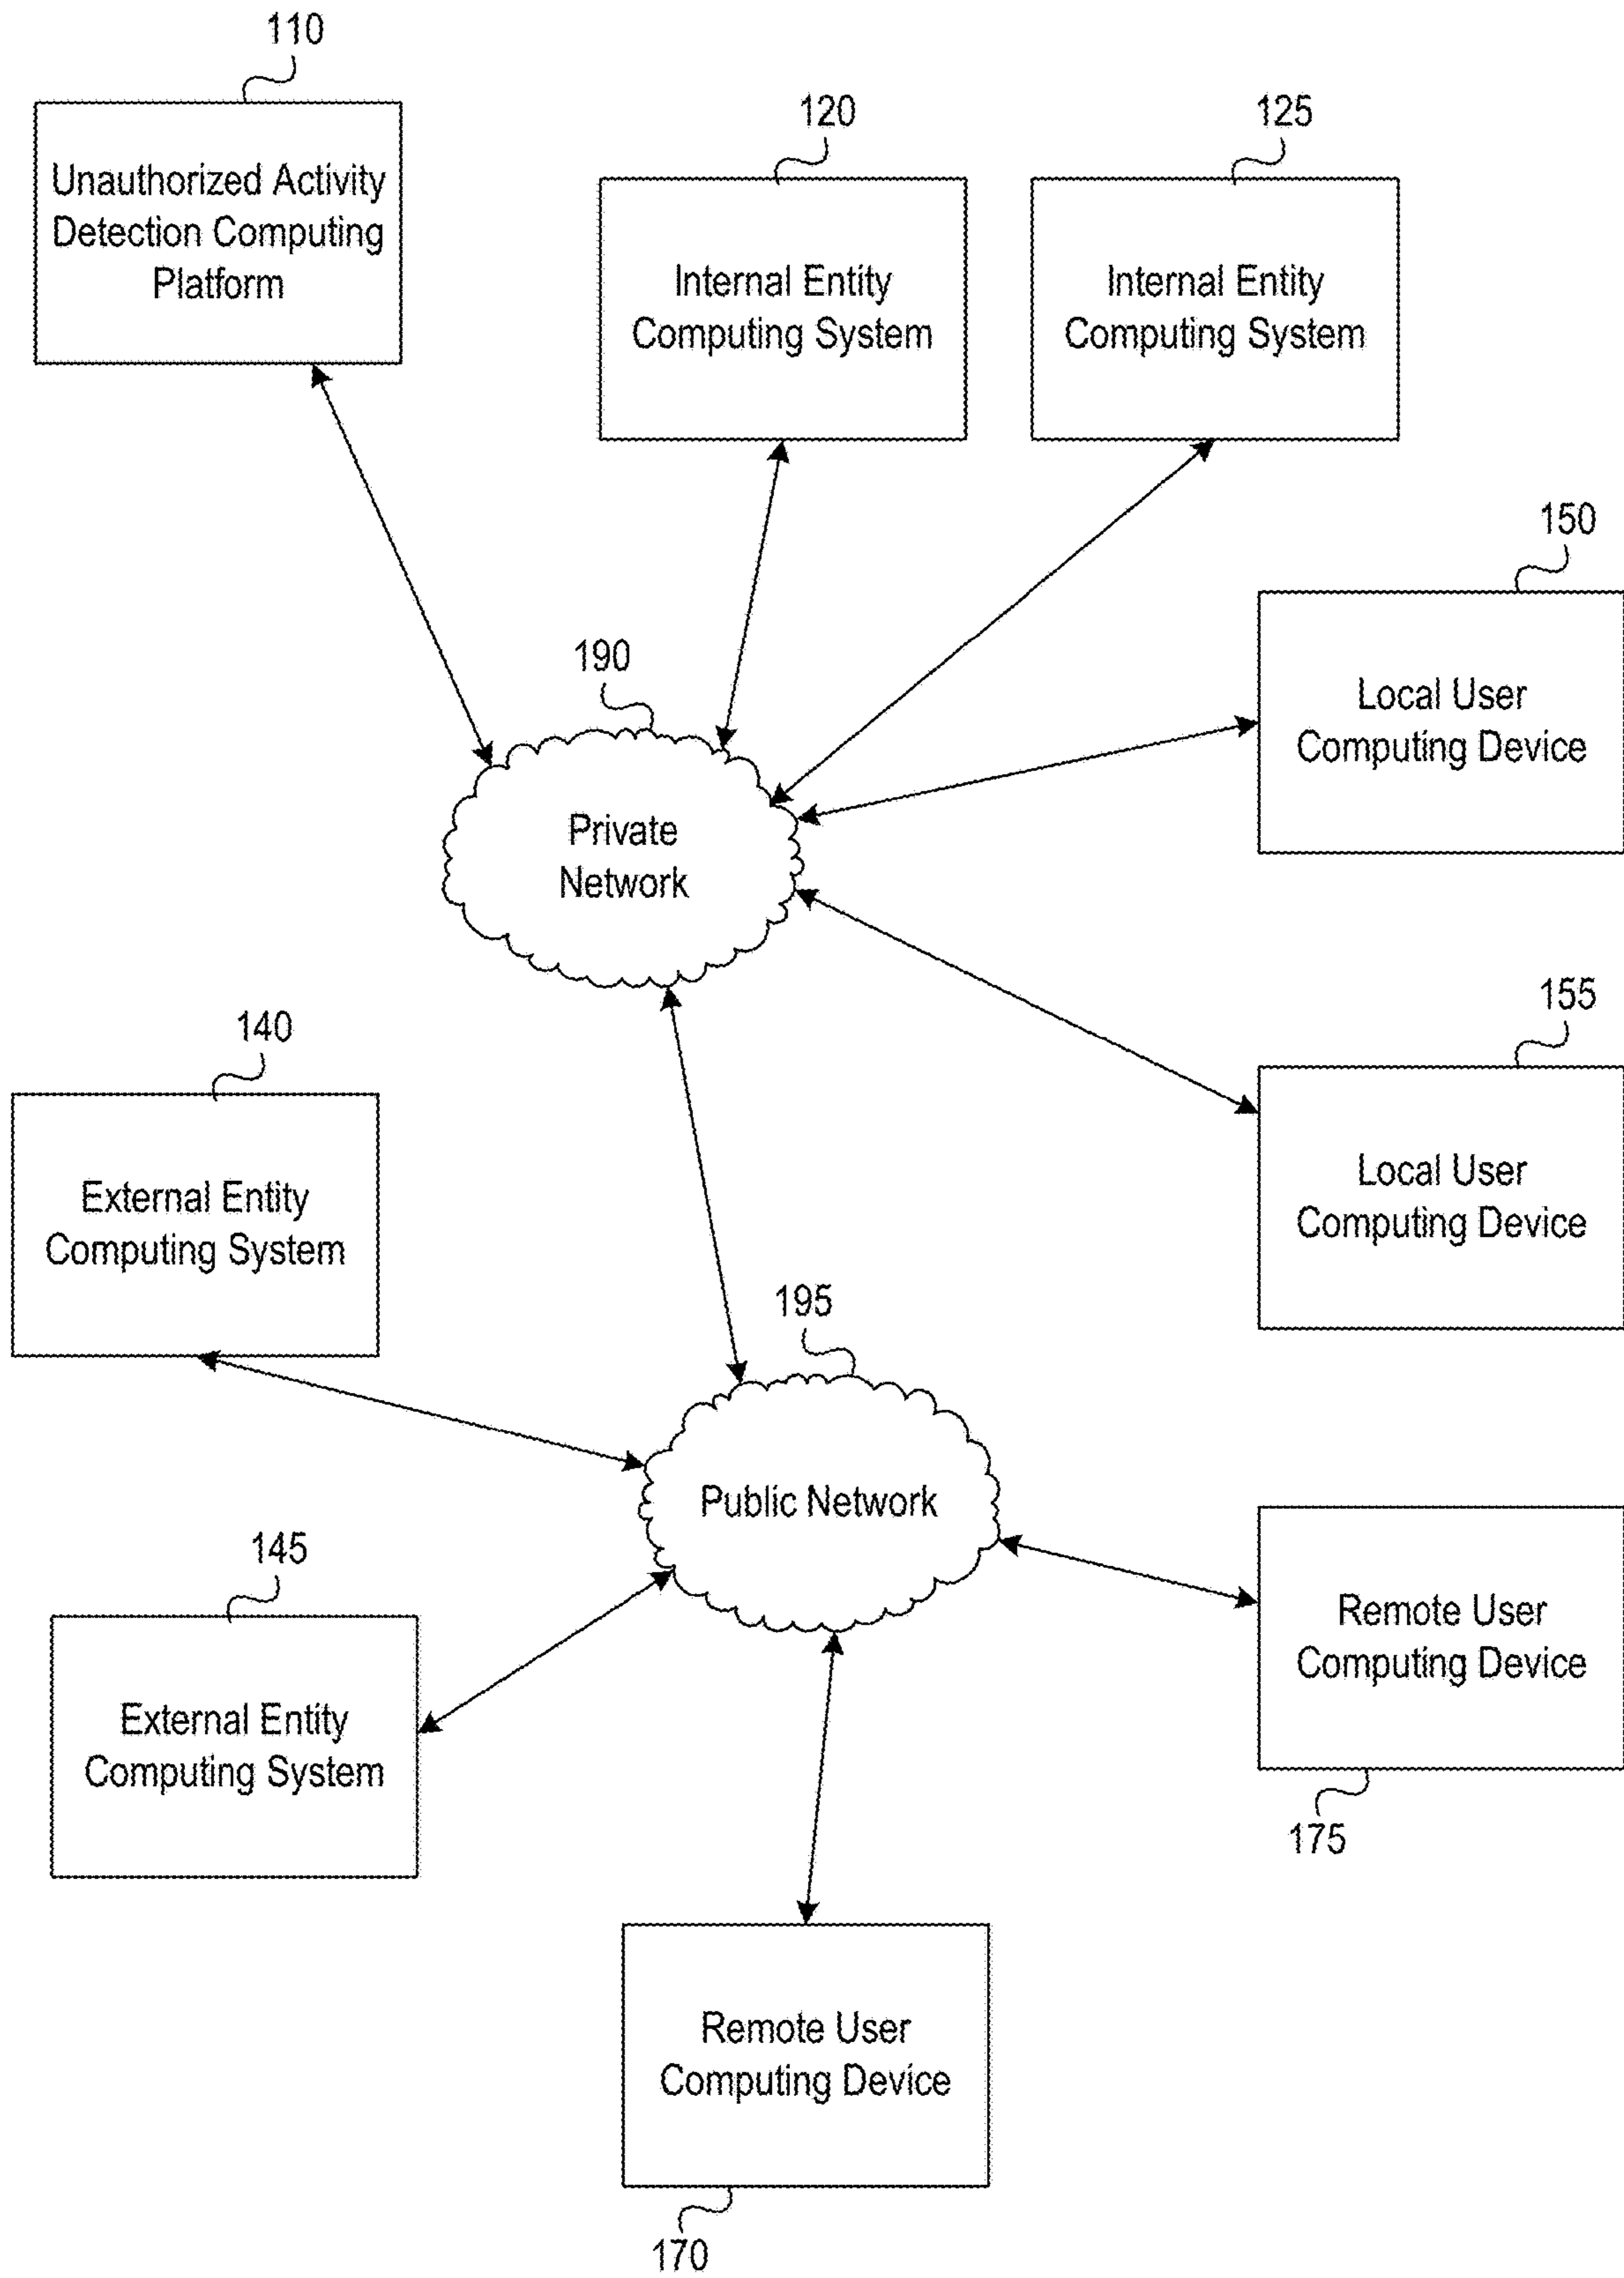 110
Unauthorized Activity
Detection Computing
Platform
120
Internal Entity
Computing System
125
Internal Entity
Computing System
150
Local User
Computing Device
190
Private
Network
155
Local User
Computing Device
140
External Entity
Computing System
195
Public Network
145
External Entity
Computing System
Remote User
Computing Device
175
Remote User
Computing Device
170